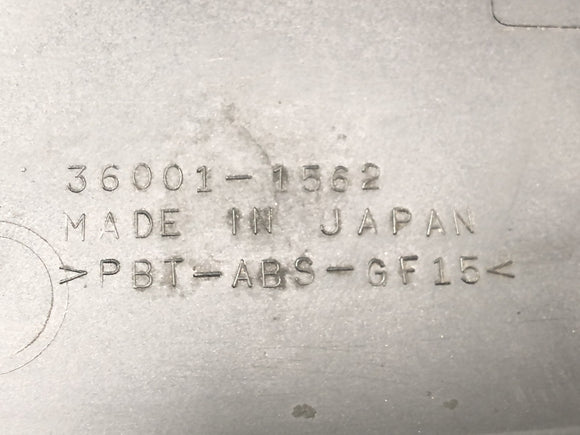 36001-1562
MADE IN JAPAN
>PBT-ABS-GF15<